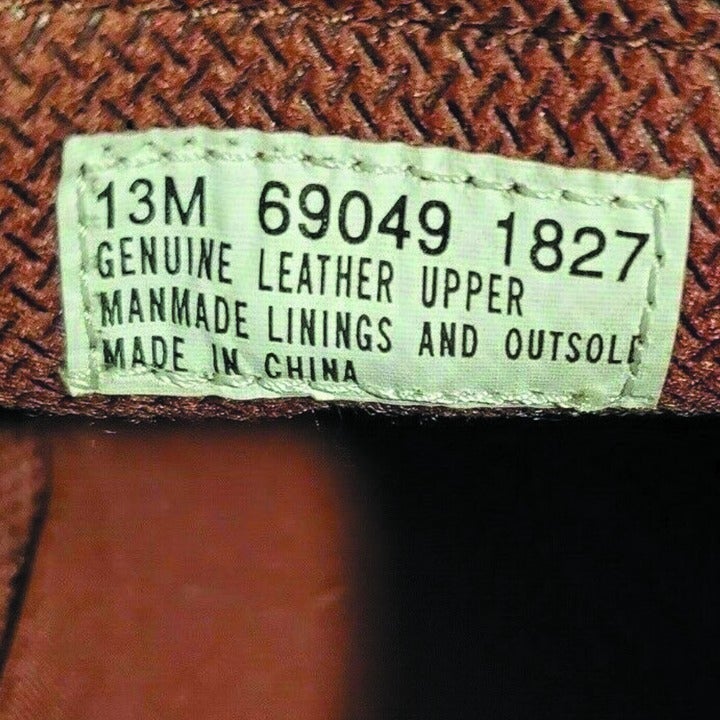 13M 69049 1827
GENUINE LEATHER UPPER
MANMADE LININGS AND OUTSOLE
MADE IN CHINA